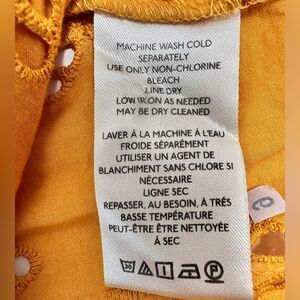 MACHINE WASH COLD
SEPARATELY
USE ONLY NON-CHLORINE
BLEACH
LINE DRY
LOW IRON AS NEEDED
MAY BE DRY CLEANED
LAVER À LA MACHINE À L'EAU
FROIDE SÉPARÉMENT
UTILISER UN AGENT DE
BLANCHIMENT SANS CHLORE SI
NÉCESSAIRE
LIGNE SEC
REPASSER, AU BESOIN, À TRÈS
BASSE TEMPÉRATURE
PEUT-ÊTRE ÊTRE NETTOYÉE
À SEC
P